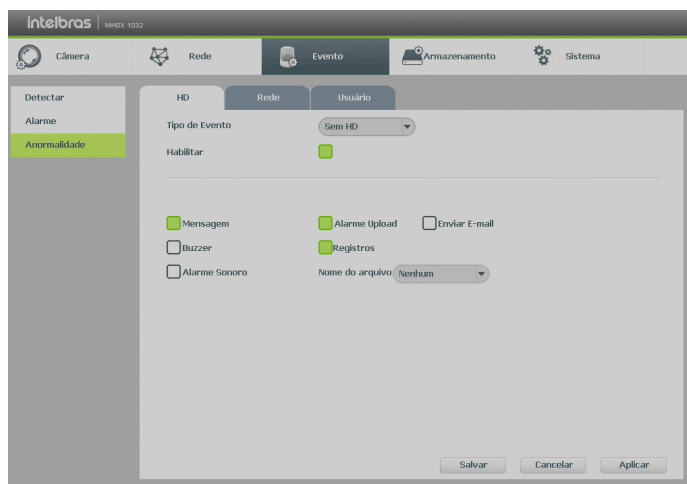 intelbras | MHDX 1032
Câmera Rede Evento Armazenamento Sistema
Detectar
Alarme
Anormalidade
HD Rede Usuário
Tipo de Evento Sem HD
Habilitar
Mensagem Alarme Upload Enviar E-mail
Buzzer Registros
Alarme Sonoro Nome do arquivo Nenhum
Salvar Cancelar Aplicar